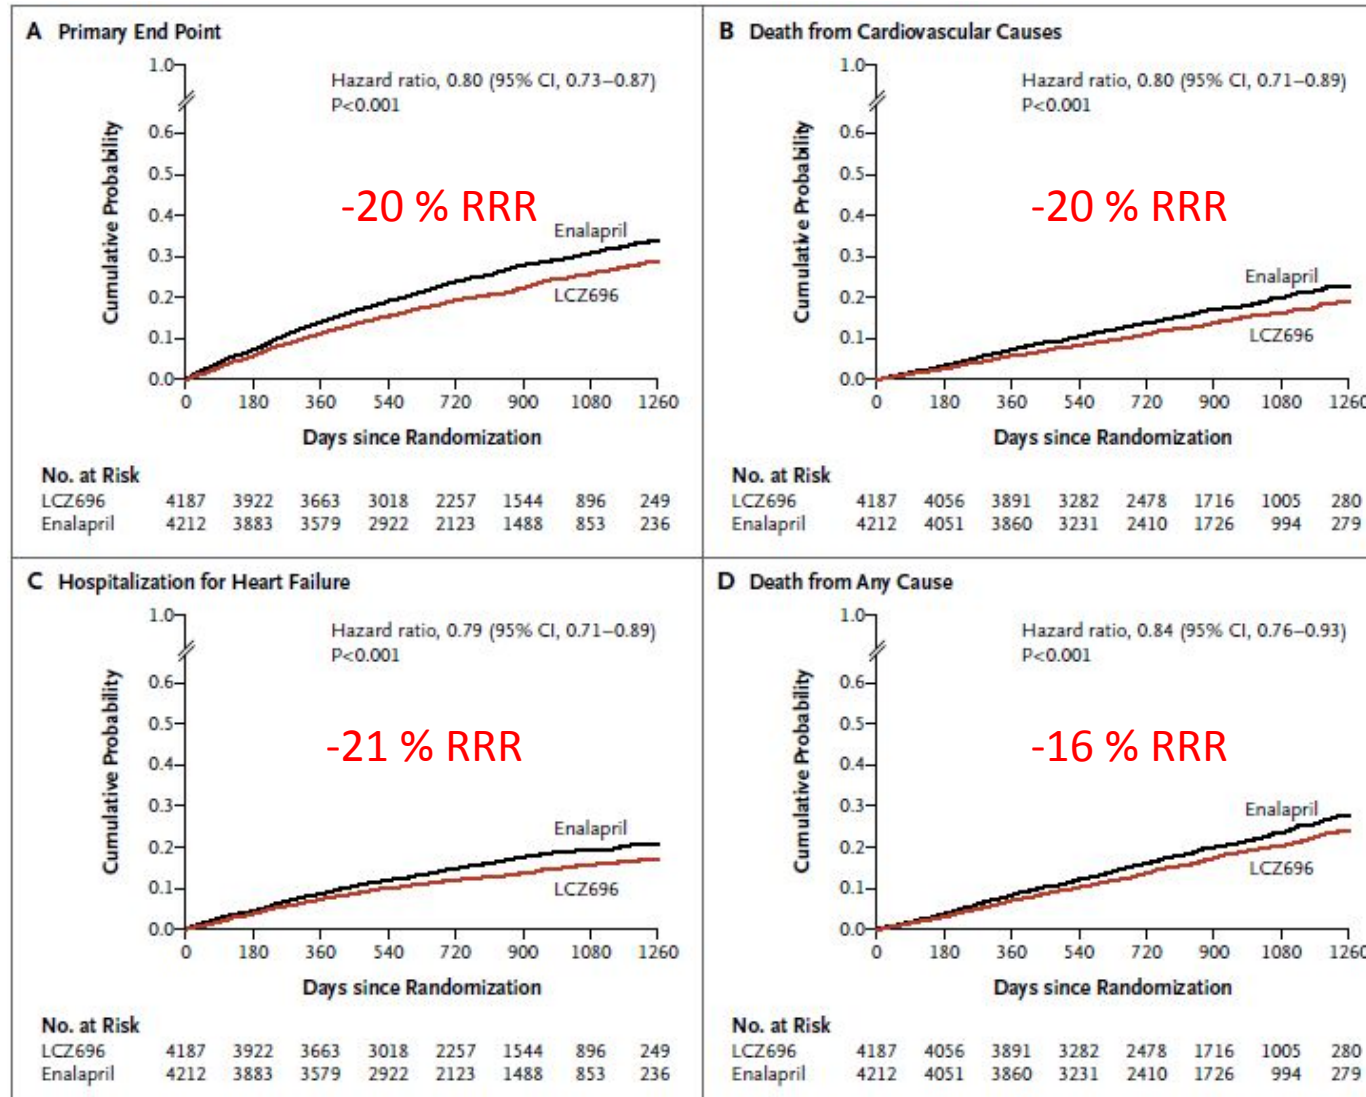 A Primary End Point
1.0
Hazard ratio, 0.80 (95% CI, 0.73–0.87)
P<0.001
0.6
0.5
-20 % RRR
0.4
Enalapril
0.3
LCZ696
0.2
0.1
0.0
Cumulative Probability
0 180 360 540 720 900 1080 1260
Days since Randomization
No. at Risk
LCZ696 4187 3922 3663 3018 2257 1544 896 249
Enalapril 4212 3883 3579 2922 2123 1488 853 236
B Death from Cardiovascular Causes
1.0
Hazard ratio, 0.80 (95% CI, 0.71–0.89)
P<0.001
0.6
0.5
-20 % RRR
0.4
0.3
Enalapril
0.2
LCZ696
0.1
0.0
Cumulative Probability
0 180 360 540 720 900 1080 1260
Days since Randomization
No. at Risk
LCZ696 4187 4056 3891 3282 2478 1716 1005 280
Enalapril 4212 4051 3860 3231 2410 1726 994 279
C Hospitalization for Heart Failure
1.0
Hazard ratio, 0.79 (95% CI, 0.71–0.89)
P<0.001
0.6
0.5
-21 % RRR
0.4
0.3
Enalapril
0.2
LCZ696
0.1
0.0
Cumulative Probability
0 180 360 540 720 900 1080 1260
Days since Randomization
No. at Risk
LCZ696 4187 3922 3663 3018 2257 1544 896 249
Enalapril 4212 3883 3579 2922 2123 1488 853 236
D Death from Any Cause
1.0
Hazard ratio, 0.84 (95% CI, 0.76–0.93)
P<0.001
0.6
0.5
-16 % RRR
0.4
0.3
Enalapril
0.2
LCZ696
0.1
0.0
Cumulative Probability
0 180 360 540 720 900 1080 1260
Days since Randomization
No. at Risk
LCZ696 4187 4056 3891 3282 2478 1716 1005 280
Enalapril 4212 4051 3860 3231 2410 1726 994 279